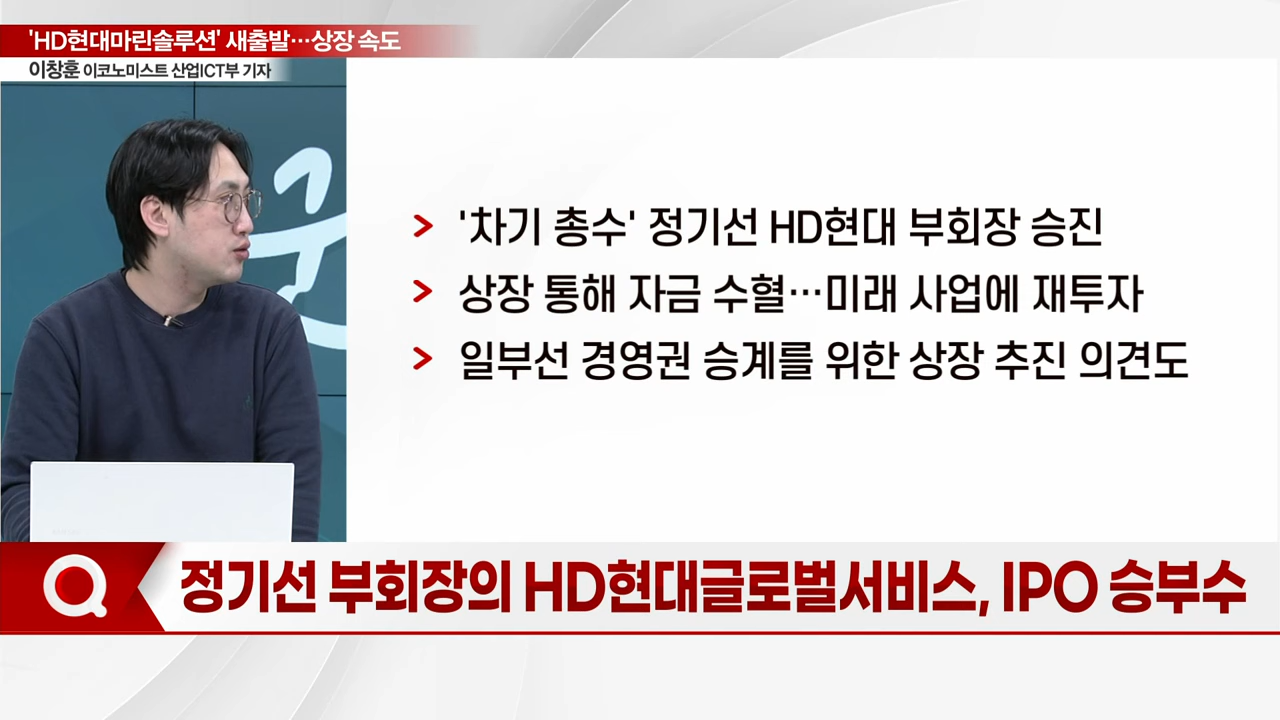 'HD현대마린솔루션' 새출발…상장 속도
이창훈 이코노미스트 산업ICT부 기자
> '차기 총수' 정기선 HD현대 부회장 승진
> 상장 통해 자금 수혈…미래 사업에 재투자
> 일부선 경영권 승계를 위한 상장 추진 의견도
Q 정기선 부회장의 HD현대글로벌서비스, IPO 승부수